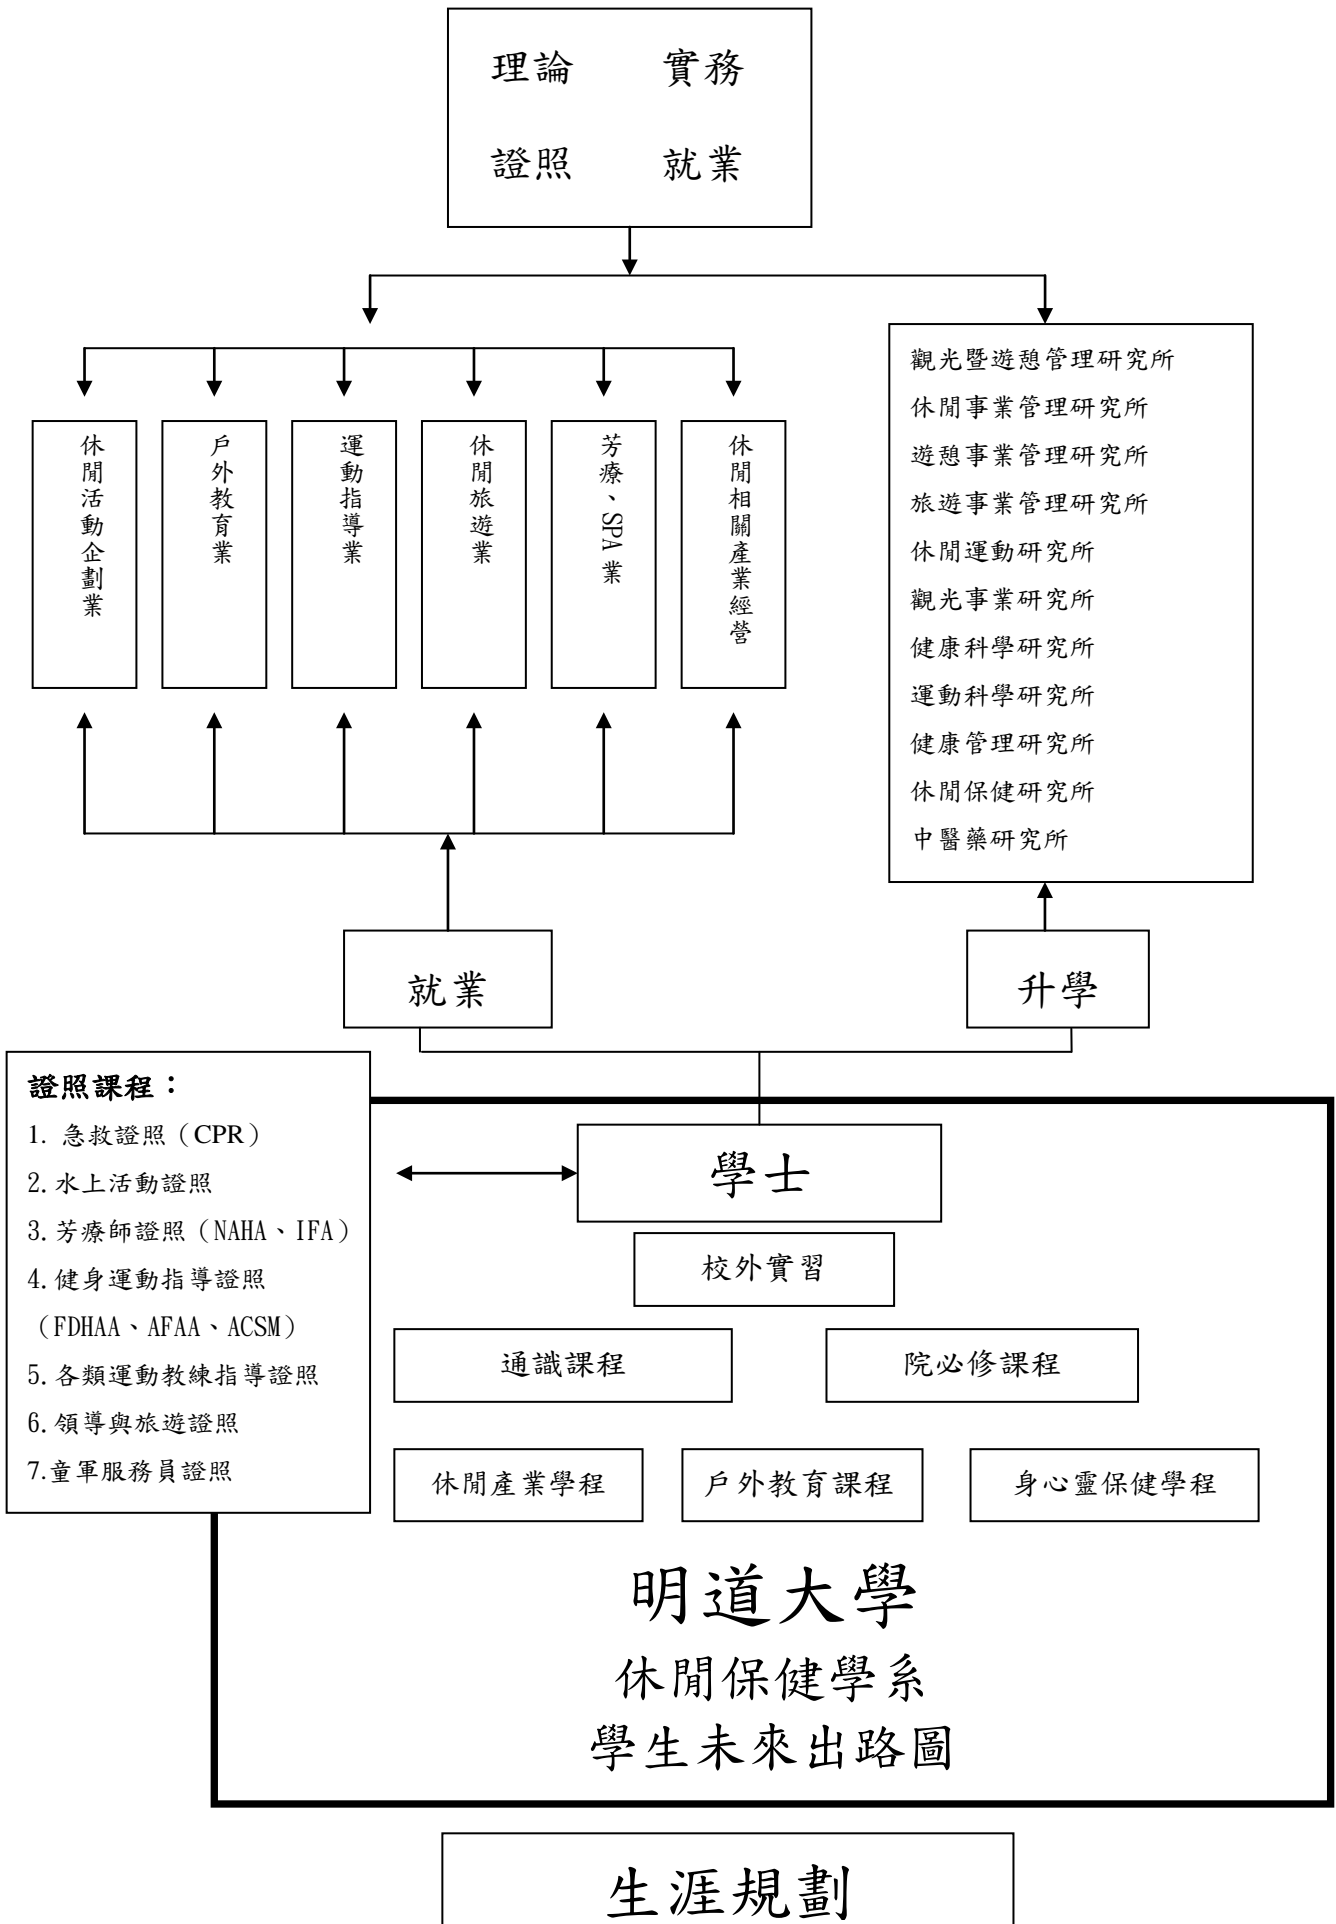 理論 實務
證照 就業
休閒活動企劃業
戶外教育業
運動指導業
休閒旅遊業
芳療、SPA 業
休閒相關產業經營
觀光暨遊憩管理研究所
休閒事業管理研究所
遊憩事業管理研究所
旅遊事業管理研究所
休閒運動研究所
觀光事業研究所
健康科學研究所
運動科學研究所
健康管理研究所
休閒保健研究所
中醫藥研究所
就業
升學
證照課程：
1. 急救證照（CPR）
2.水上活動證照
3.芳療師證照（NAHA、IFA）
4.健身運動指導證照
（FDHAA、AFAA、ACSM）
5.各類運動教練指導證照
6.領導與旅遊證照
7.童軍服務員證照
學士
校外實習
通識課程
院必修課程
休閒產業學程
戶外教育課程
身心靈保健學程
明道大學
休閒保健學系
學生未來出路圖
生涯規劃